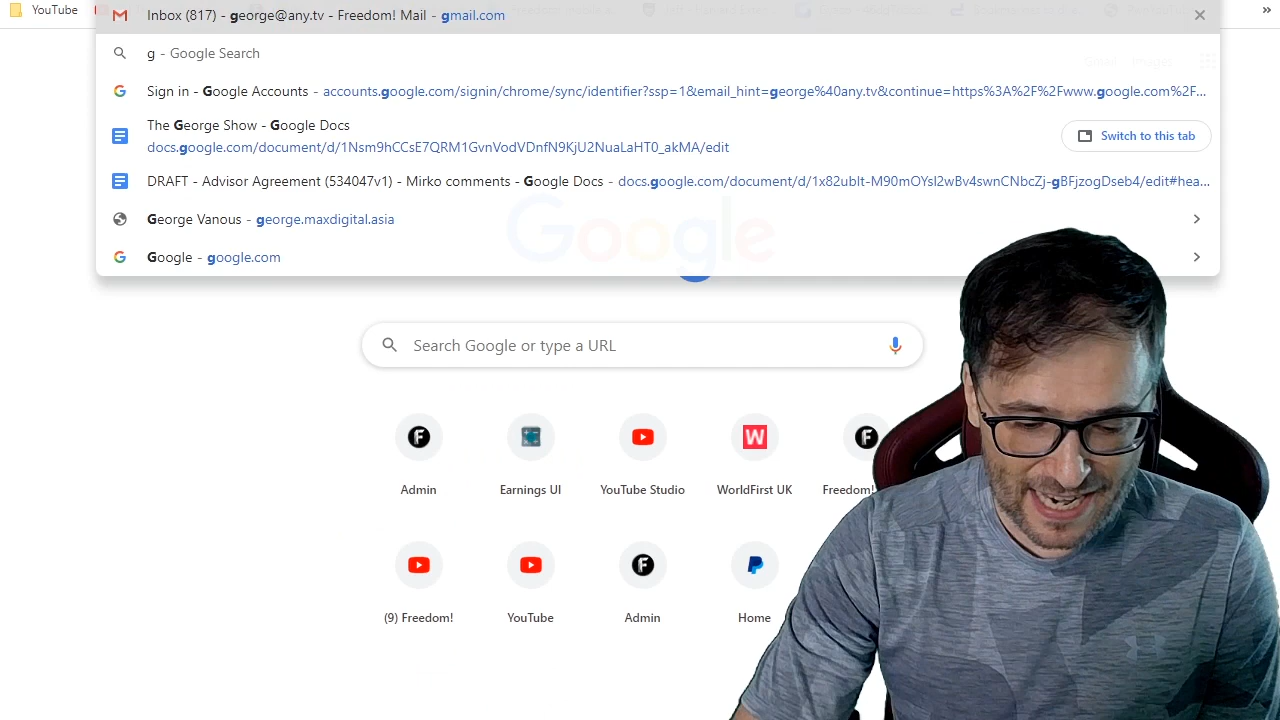 YouTube
Inbox (817) - george@any.tv - Freedom! Mail - gmail.com
g - Google Search
Gmail Images
Sign in - Google Accounts - accounts.google.com/signin/chrome/sync/identifier?ssp=1&email_hint=george%40any.tv&continue=https%3A%2F%2Fwww.google.com%2F...
The George Show - Google Docs
docs.google.com/document/d/1Nsm9HCCsE7QRM1GvnVodVDnfN9KjU2NuaLaHT0_akMA/edit
Switch to this tab
DRAFT - Advisor Agreement (534047v1) - Mirko comments - Google Docs - docs.google.com/document/d/1x82ubIt-M90mOYsI2wBv4swnCNbcZj-gBFjzogDseb4/edit#hea...
George Vanous - george.maxdigital.asia
Google
Google - google.com
Search Google or type a URL
Admin
Earnings UI
YouTube Studio
WorldFirst UK
Freedom!
(9) Freedom!
YouTube
Admin
Home